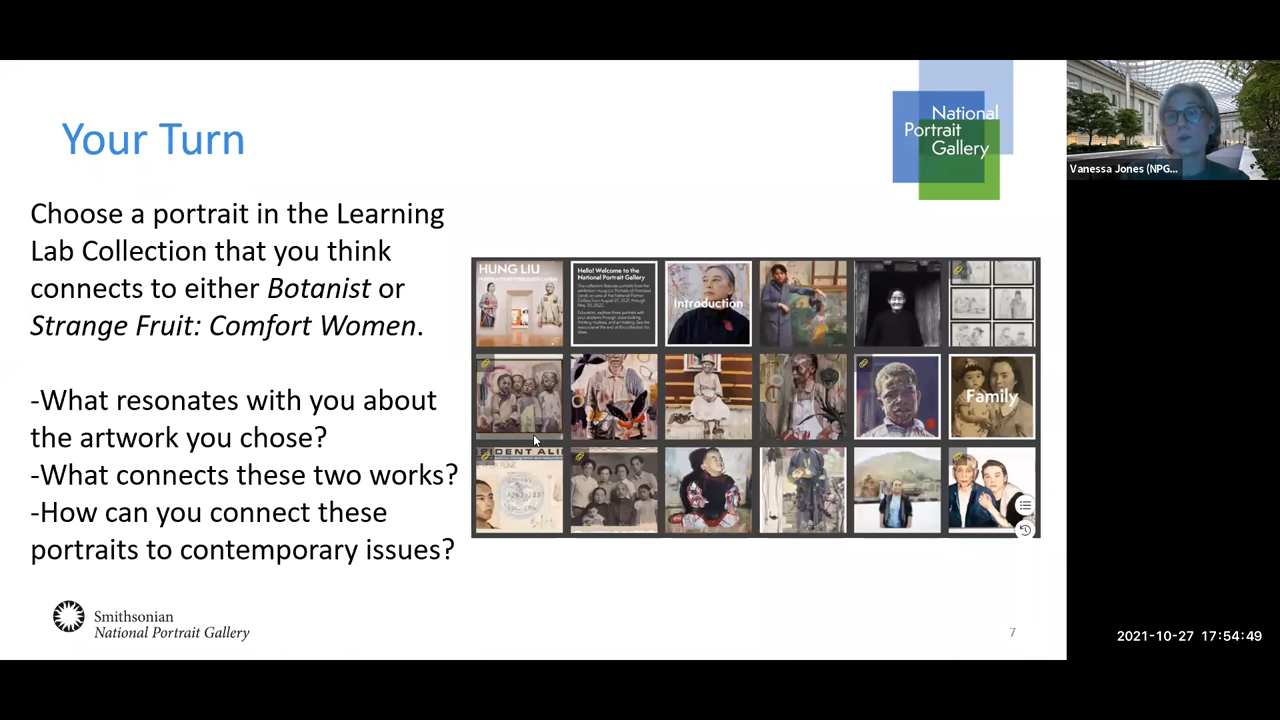 Your Turn
National
Portrait
Gallery
Vanessa Jones (NPG...
Choose a portrait in the Learning
Lab Collection that you think
connects to either Botanist or
Strange Fruit: Comfort Women.
-What resonates with you about
the artwork you chose?
-What connects these two works?
-How can you connect these
portraits to contemporary issues?
HUNG LIU
Hello! Welcome to the
National Portrait Gallery
Introduction
Family
Smithsonian
National Portrait Gallery
7
2021-10-27 17:54:49